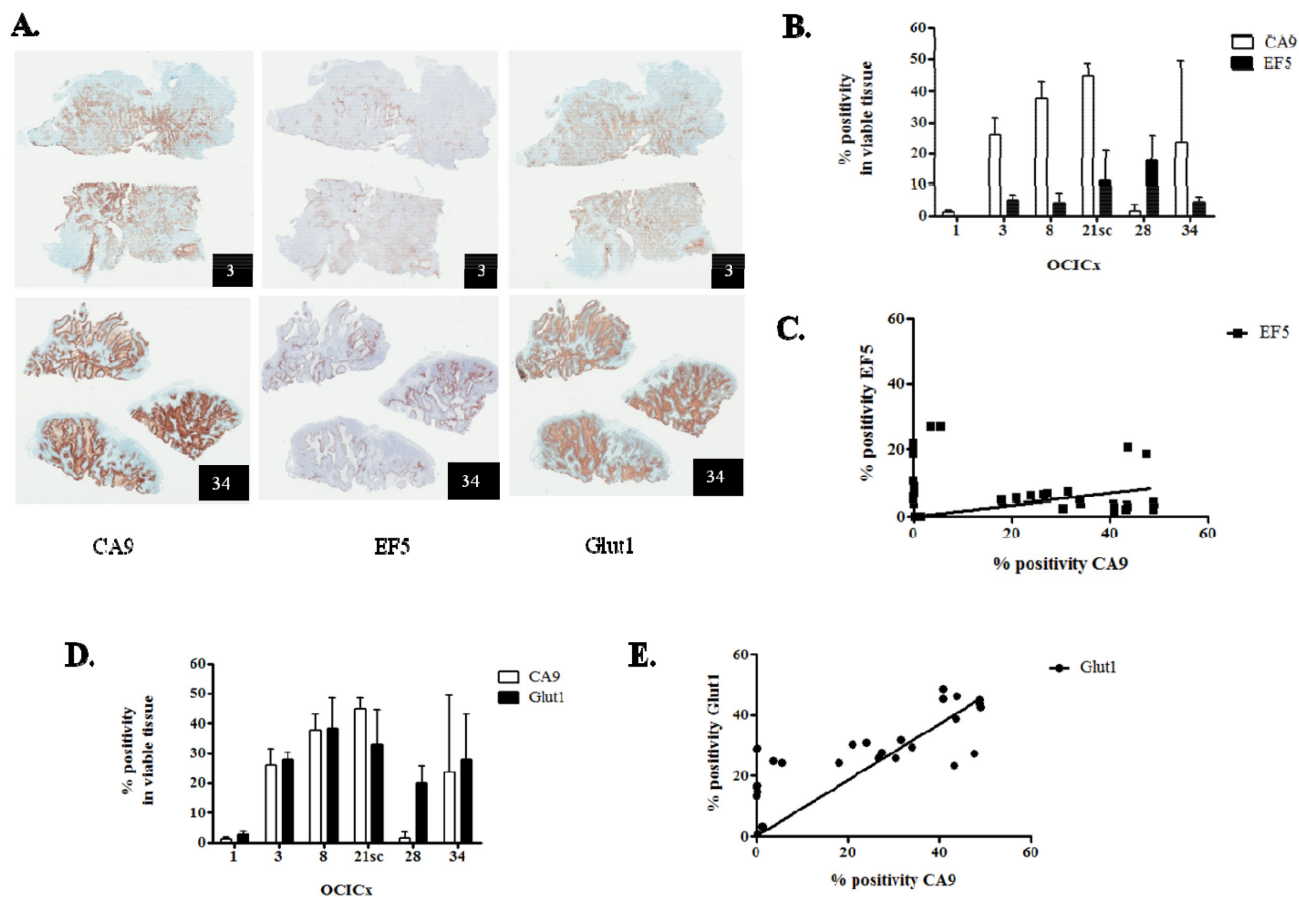 A.
3
3
3
34
34
34
CA9
EF5
Glut1
B.
% positivity
in viable tissue
60
50
40
30
20
10
0
1
3
8
21sc
28
34
OCICx
CA9
EF5
C.
% positivity EF5
60
40
20
0
0
20
40
60
% positivity CA9
EF5
D.
% positivity
in viable tissue
60
50
40
30
20
10
0
1
3
8
21sc
28
34
OCICx
CA9
Glut1
E.
% positivity Glut1
60
40
20
0
0
20
40
60
% positivity CA9
Glut1